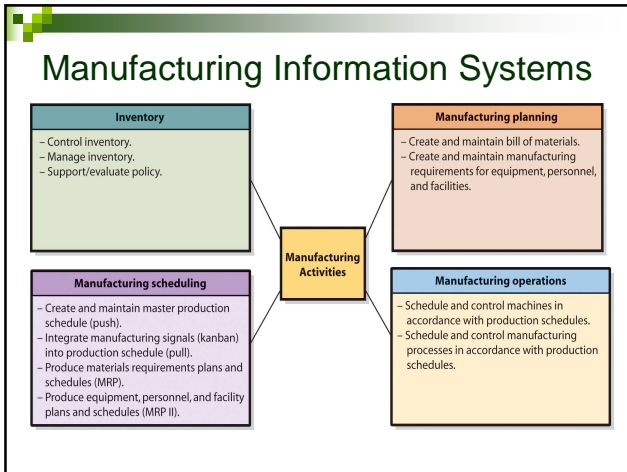 Manufacturing Information Systems
Inventory
– Control inventory.
– Manage inventory.
– Support/evaluate policy.
Manufacturing planning
– Create and maintain bill of materials.
– Create and maintain manufacturing
requirements for equipment, personnel,
and facilities.
Manufacturing
Activities
Manufacturing scheduling
– Create and maintain master production
schedule (push).
– Integrate manufacturing signals (kanban)
into production schedule (pull).
– Produce materials requirements plans and
schedules (MRP).
– Produce equipment, personnel, and facility
plans and schedules (MRP II).
Manufacturing operations
– Schedule and control machines in
accordance with production schedules.
– Schedule and control manufacturing
processes in accordance with production
schedules.